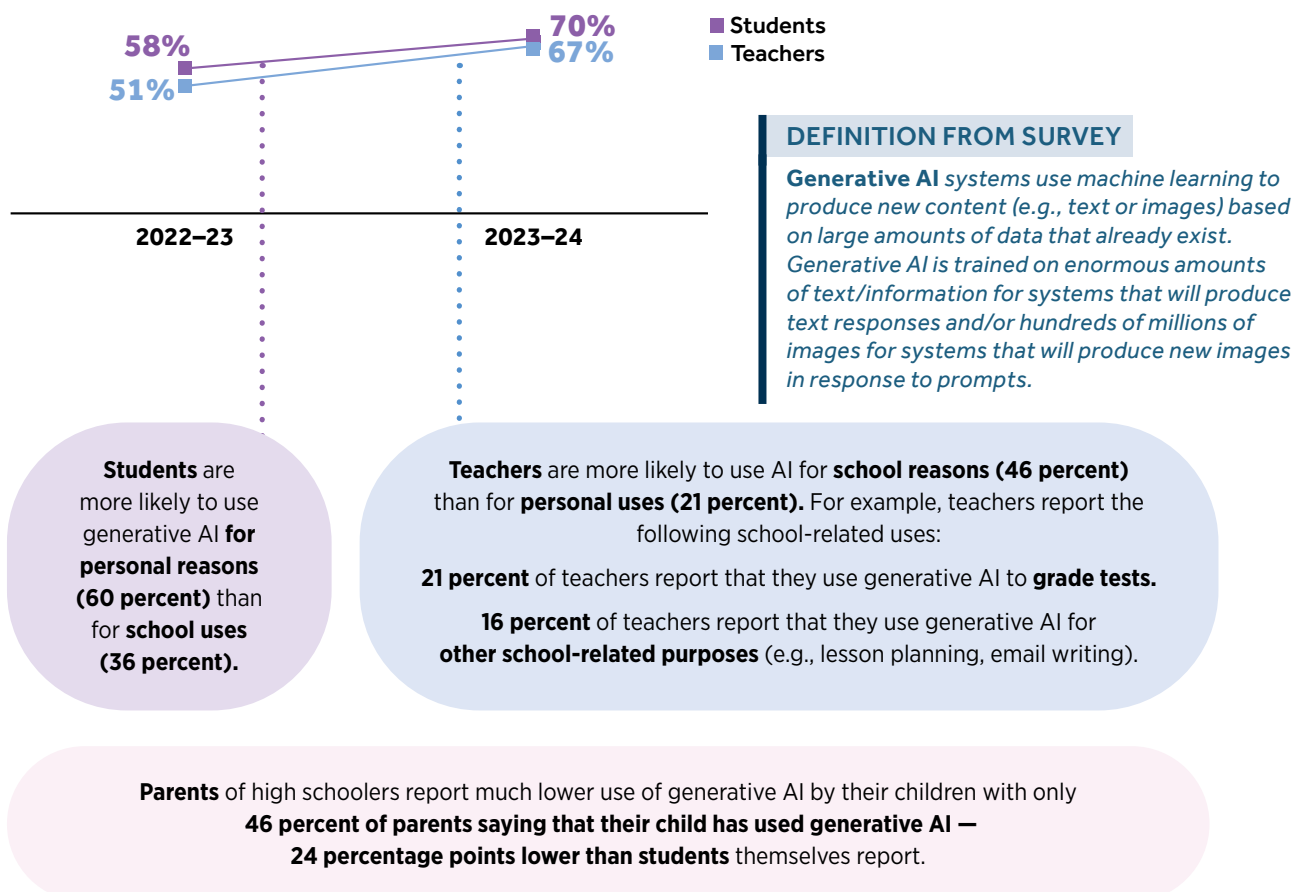 58%
51%
70%
67%
Students
Teachers
2022–23
2023–24
DEFINITION FROM SURVEY
Generative AI systems use machine learning to
produce new content (e.g., text or images) based
on large amounts of data that already exist.
Generative AI is trained on enormous amounts
of text/information for systems that will produce
text responses and/or hundreds of millions of
images for systems that will produce new images
in response to prompts.
Students are
more likely to use
generative AI for
personal reasons
(60 percent) than
for school uses
(36 percent).
Teachers are more likely to use AI for school reasons (46 percent)
than for personal uses (21 percent). For example, teachers report the
following school-related uses:
21 percent of teachers report that they use generative AI to grade tests.
16 percent of teachers report that they use generative AI for
other school-related purposes (e.g., lesson planning, email writing).
Parents of high schoolers report much lower use of generative AI by their children with only
46 percent of parents saying that their child has used generative AI —
24 percentage points lower than students themselves report.